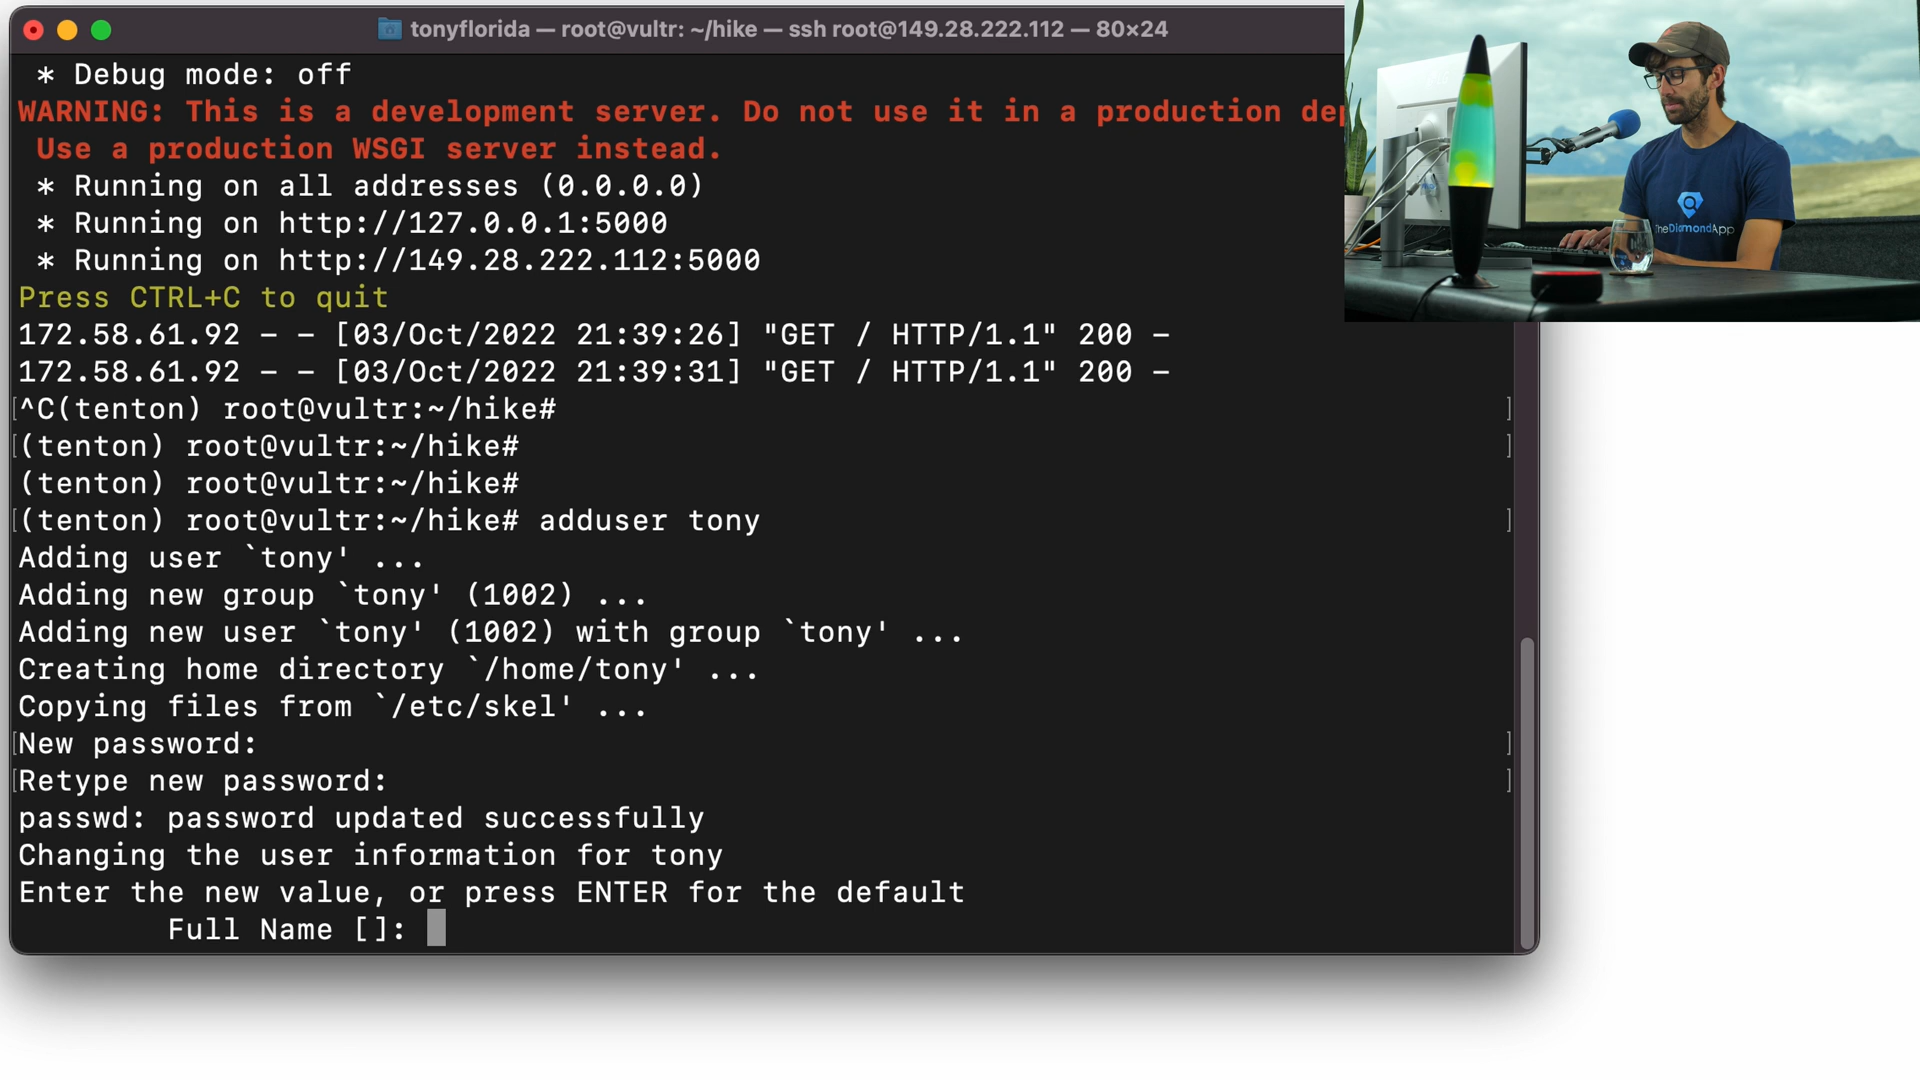 tonyflorida — root@vultr: ~/hike — ssh root@149.28.222.112 — 80×24
* Debug mode: off
WARNING: This is a development server. Do not use it in a production
Use a production WSGI server instead.
* Running on all addresses (0.0.0.0)
* Running on http://127.0.0.1:5000
* Running on http://149.28.222.112:5000
Press CTRL+C to quit
172.58.61.92 - - [03/Oct/2022 21:39:26] "GET / HTTP/1.1" 200 -
172.58.61.92 - - [03/Oct/2022 21:39:31] "GET / HTTP/1.1" 200 -
[^C(tenton) root@vultr:~/hike# ]
[(tenton) root@vultr:~/hike# ]
(tenton) root@vultr:~/hike#
[(tenton) root@vultr:~/hike# adduser tony ]
Adding user `tony' ...
Adding new group `tony' (1002) ...
Adding new user `tony' (1002) with group `tony' ...
Creating home directory `/home/tony' ...
Copying files from `/etc/skel' ...
[New password: ]
[Retype new password: ]
passwd: password updated successfully
Changing the user information for tony
Enter the new value, or press ENTER for the default
Full Name []:
TheDiamondApp